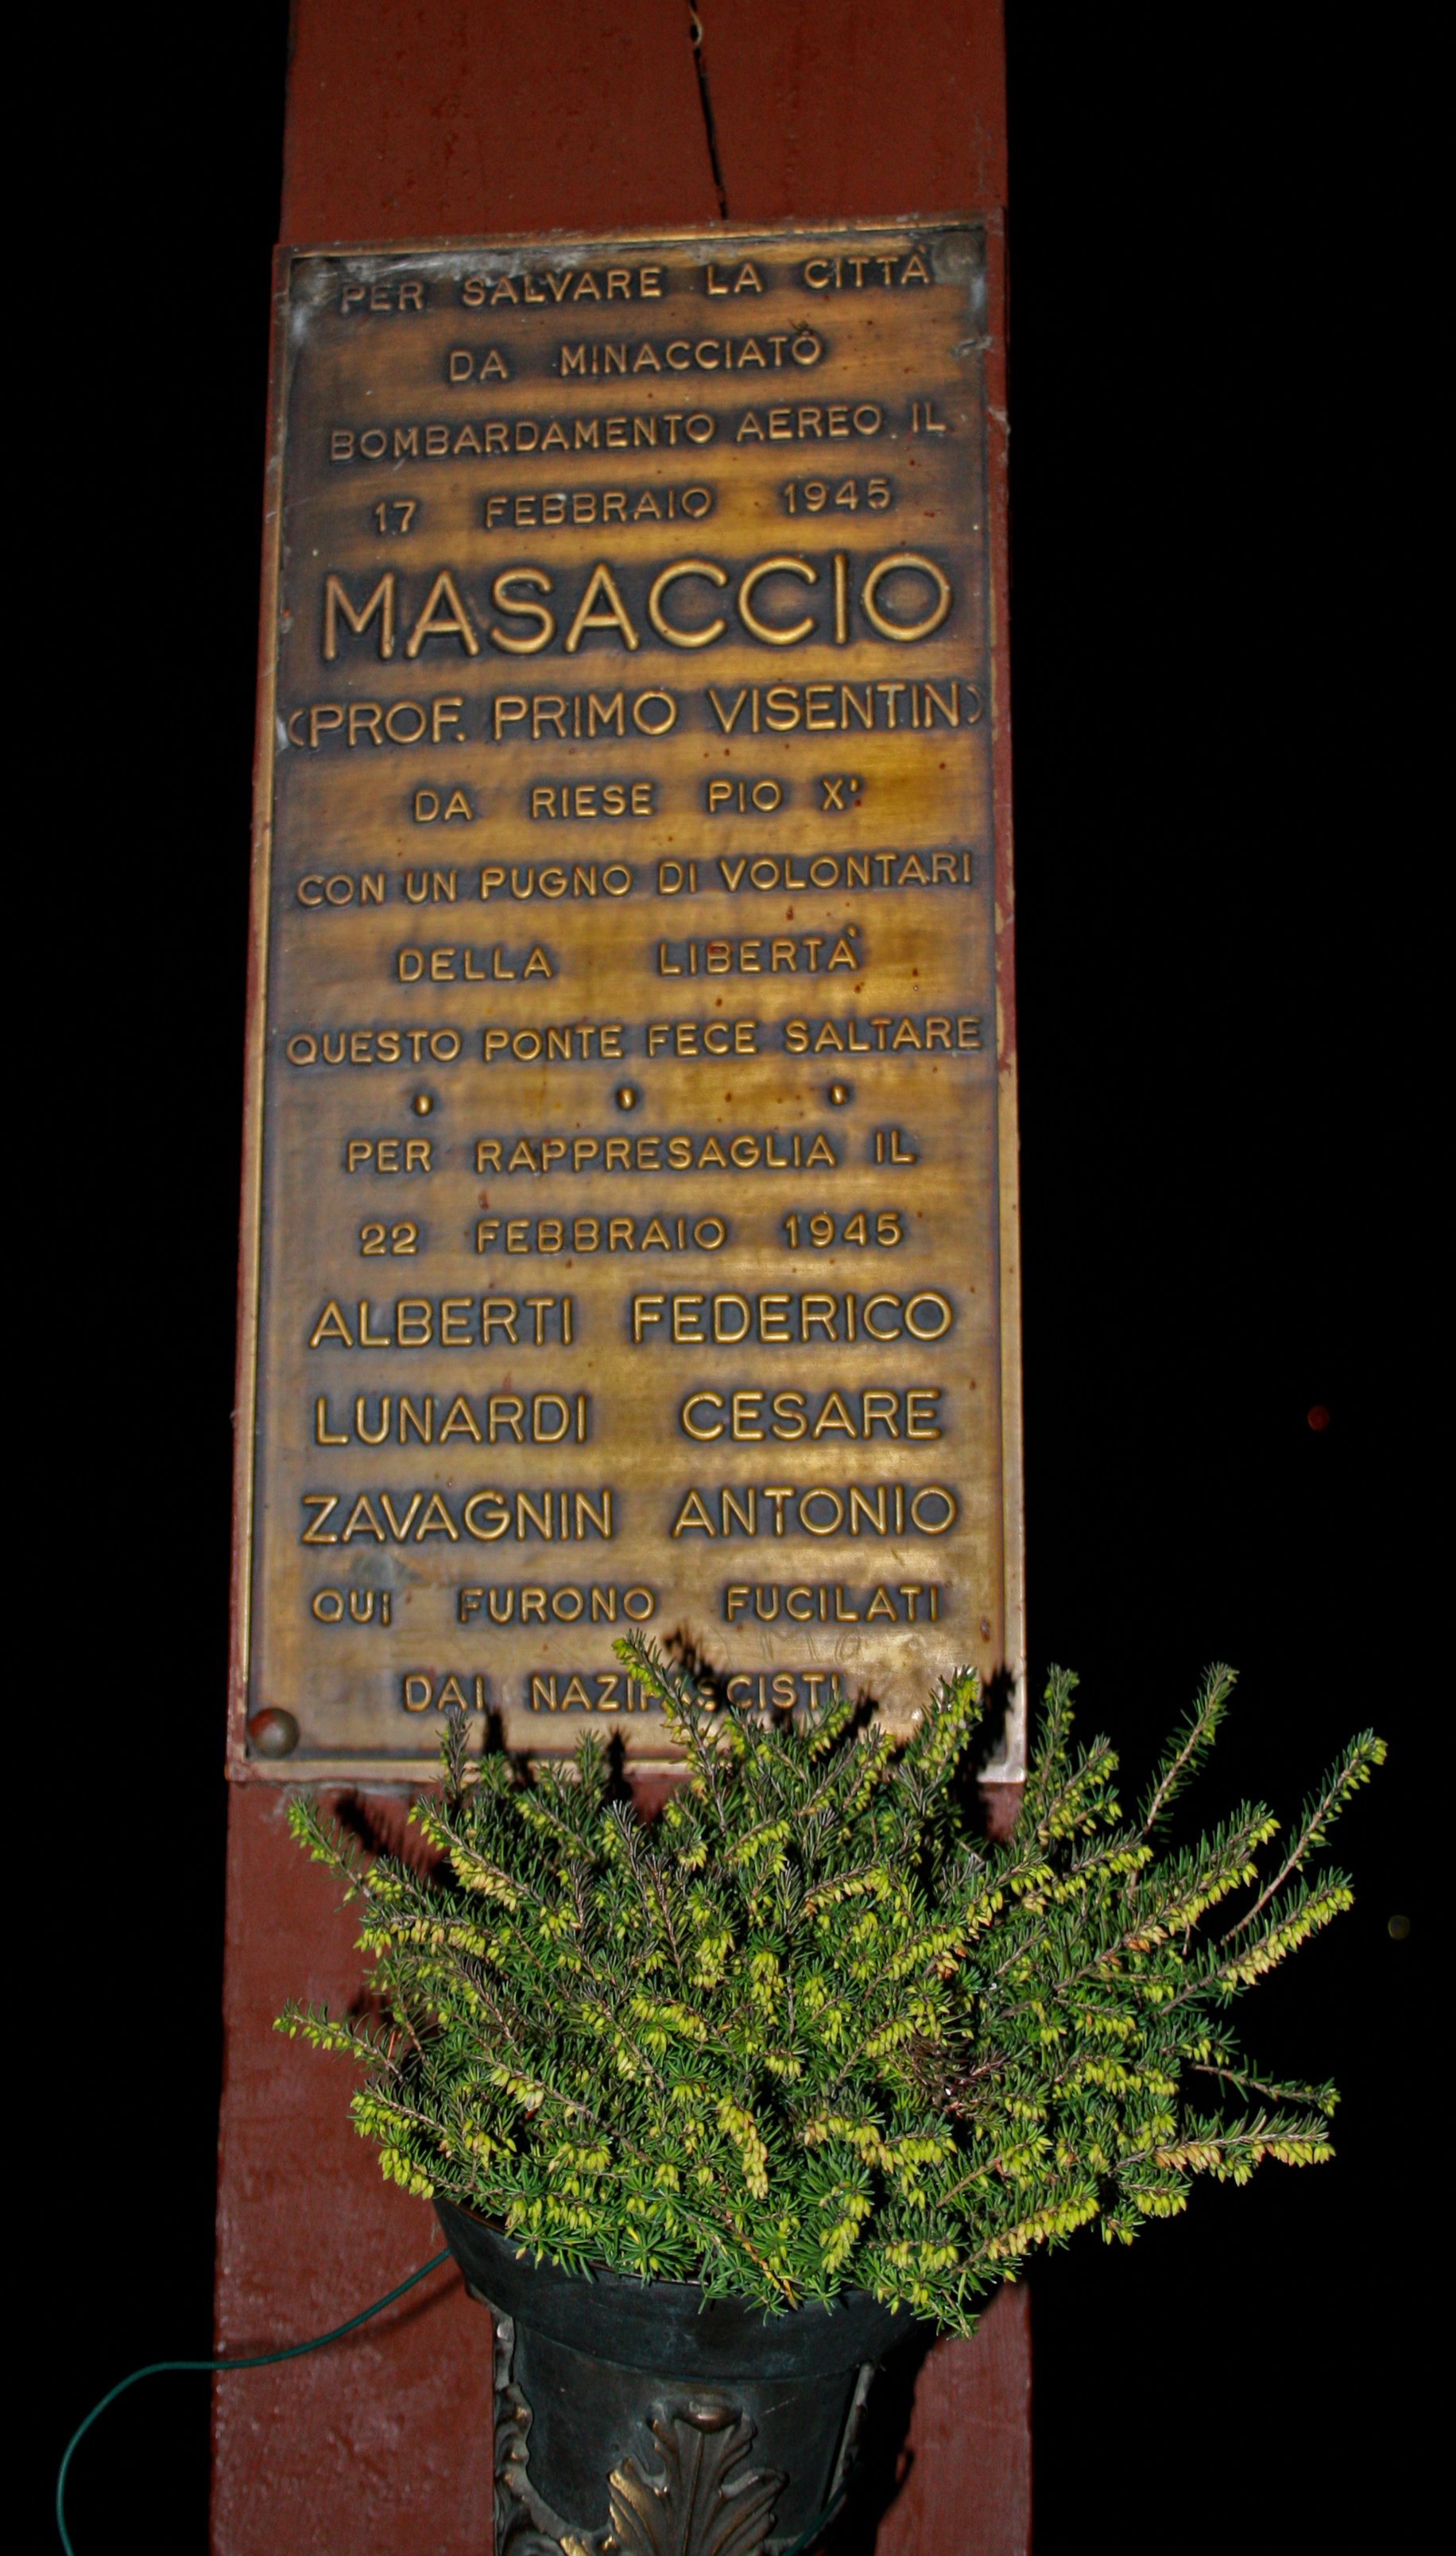 PER SALVARE LA CITTÀ
DA MINACCIATO
BOMBARDAMENTO AEREO IL
17 FEBBRAIO 1945
MASACCIO
(PROF. PRIMO VISENTIN)
DA RIESE PIO X'
CON UN PUGNO DI VOLONTARI
DELLA LIBERTÀ
QUESTO PONTE FECE SALTARE
PER RAPPRESAGLIA IL
22 FEBBRAIO 1945
ALBERTI FEDERICO
LUNARDI CESARE
ZAVAGNIN ANTONIO
QUI FURONO FUCILATI
DAI NAZIFASCISTI